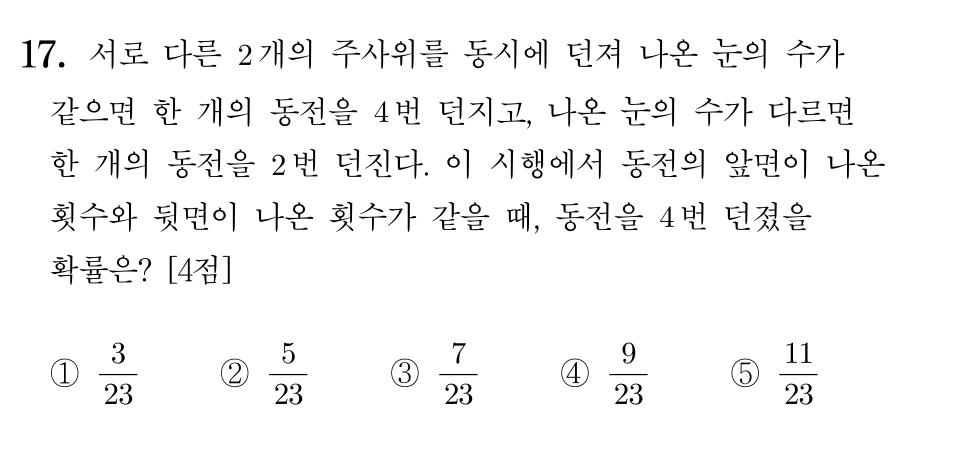 17. 서로 다른 2개의 주사위를 동시에 던져 나온 눈의 수가
같으면 한 개의 동전을 4번 던지고, 나온 눈의 수가 다르면
한 개의 동전을 2번 던진다. 이 시행에서 동전의 앞면이 나온
횟수와 뒷면이 나온 횟수가 같을 때, 동전을 4번 던졌을
확률은? [4점]
① 3/23 ② 5/23 ③ 7/23 ④ 9/23 ⑤ 11/23